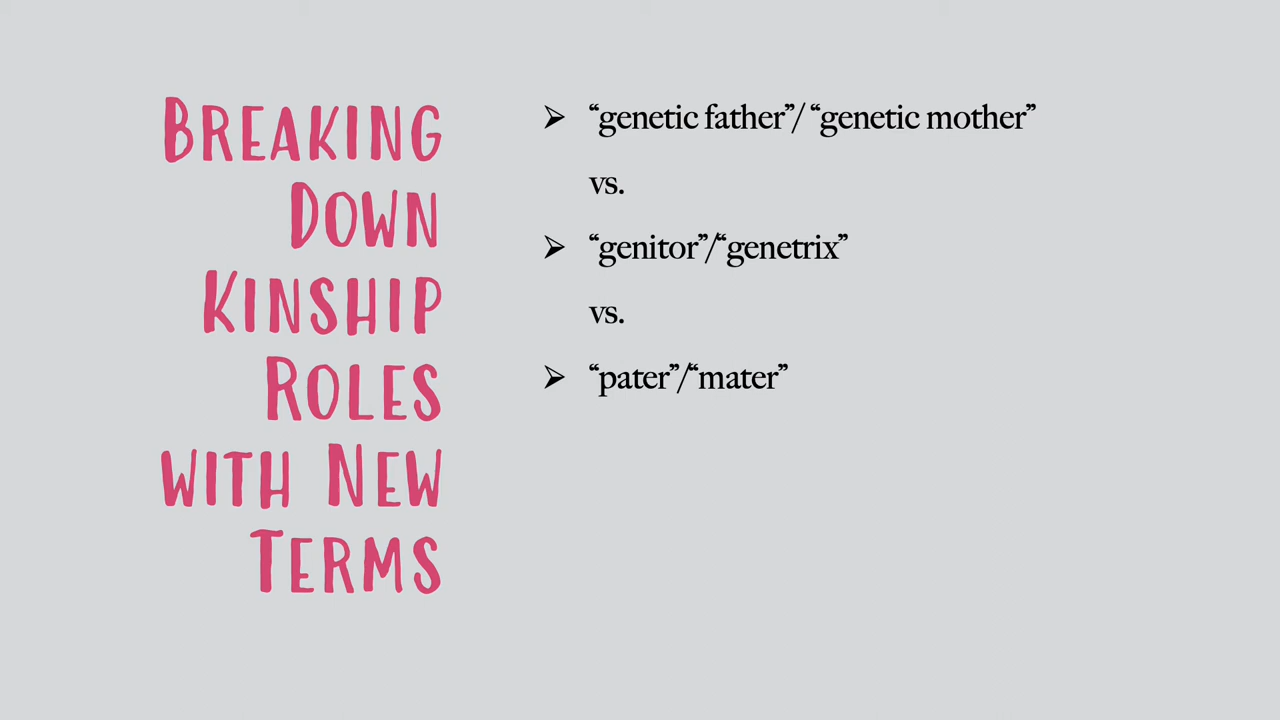 BREAKING
DOWN
KINSHIP
ROLES
WITH NEW
TERMS
➢ “genetic father”/ “genetic mother”
vs.
➢ “genitor”/“genetrix”
vs.
➢ “pater”/“mater”